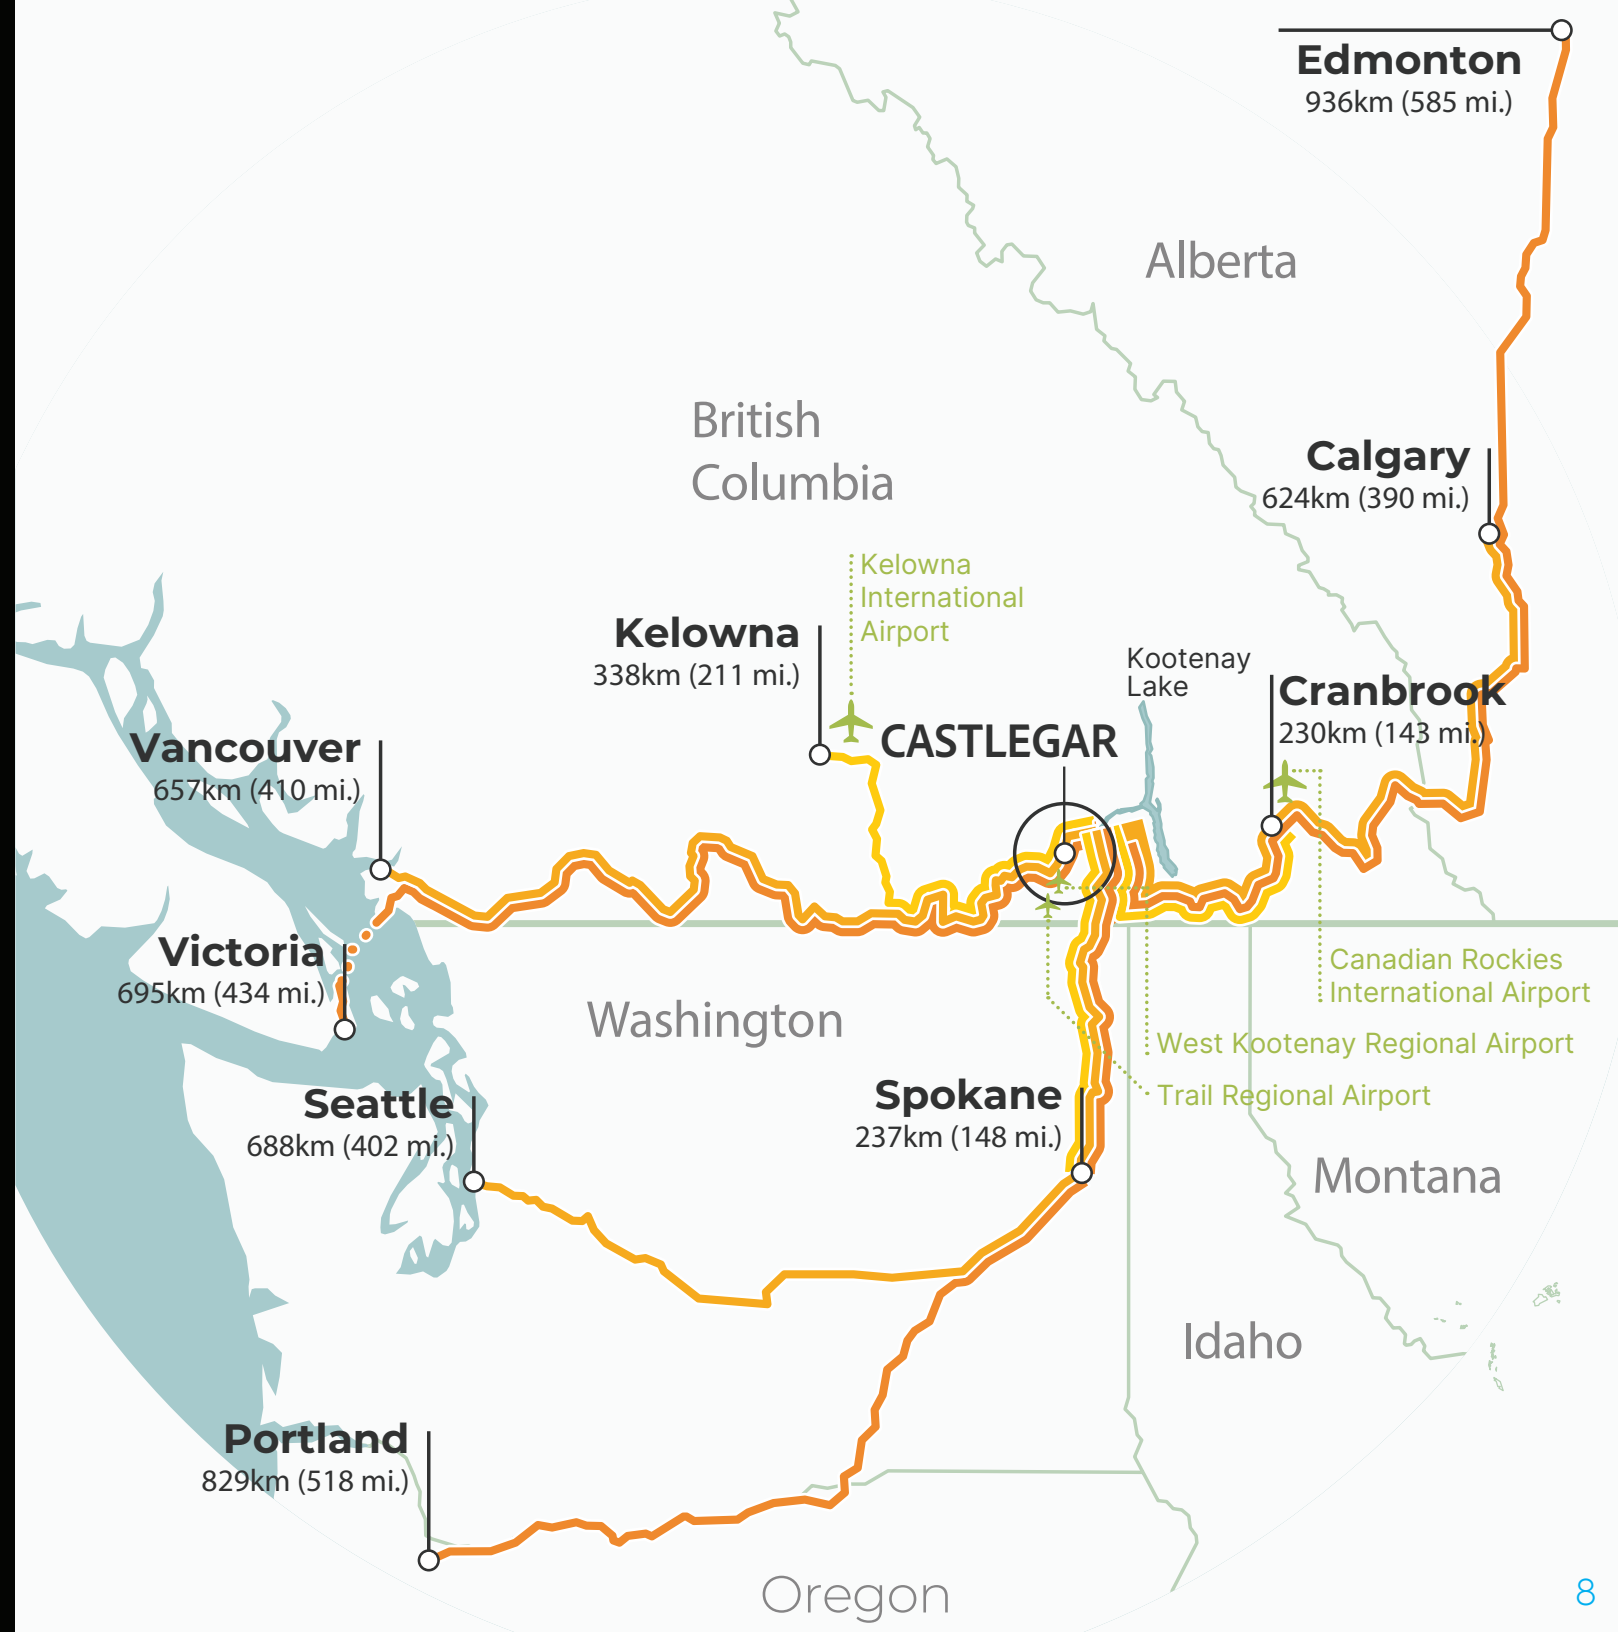 Edmonton
936km (585 mi.)
Alberta
British
Columbia
Calgary
624km (390 mi.)
Kelowna
International
Airport
Kelowna
338km (211 mi.)
Kootenay
Lake
Cranbrook
230km (143 mi.)
CASTLEGAR
Vancouver
657km (410 mi.)
Victoria
695km (434 mi.)
Canadian Rockies
International Airport
Washington
West Kootenay Regional Airport
Trail Regional Airport
Spokane
237km (148 mi.)
Seattle
688km (402 mi.)
Montana
Idaho
Portland
829km (518 mi.)
Oregon
8